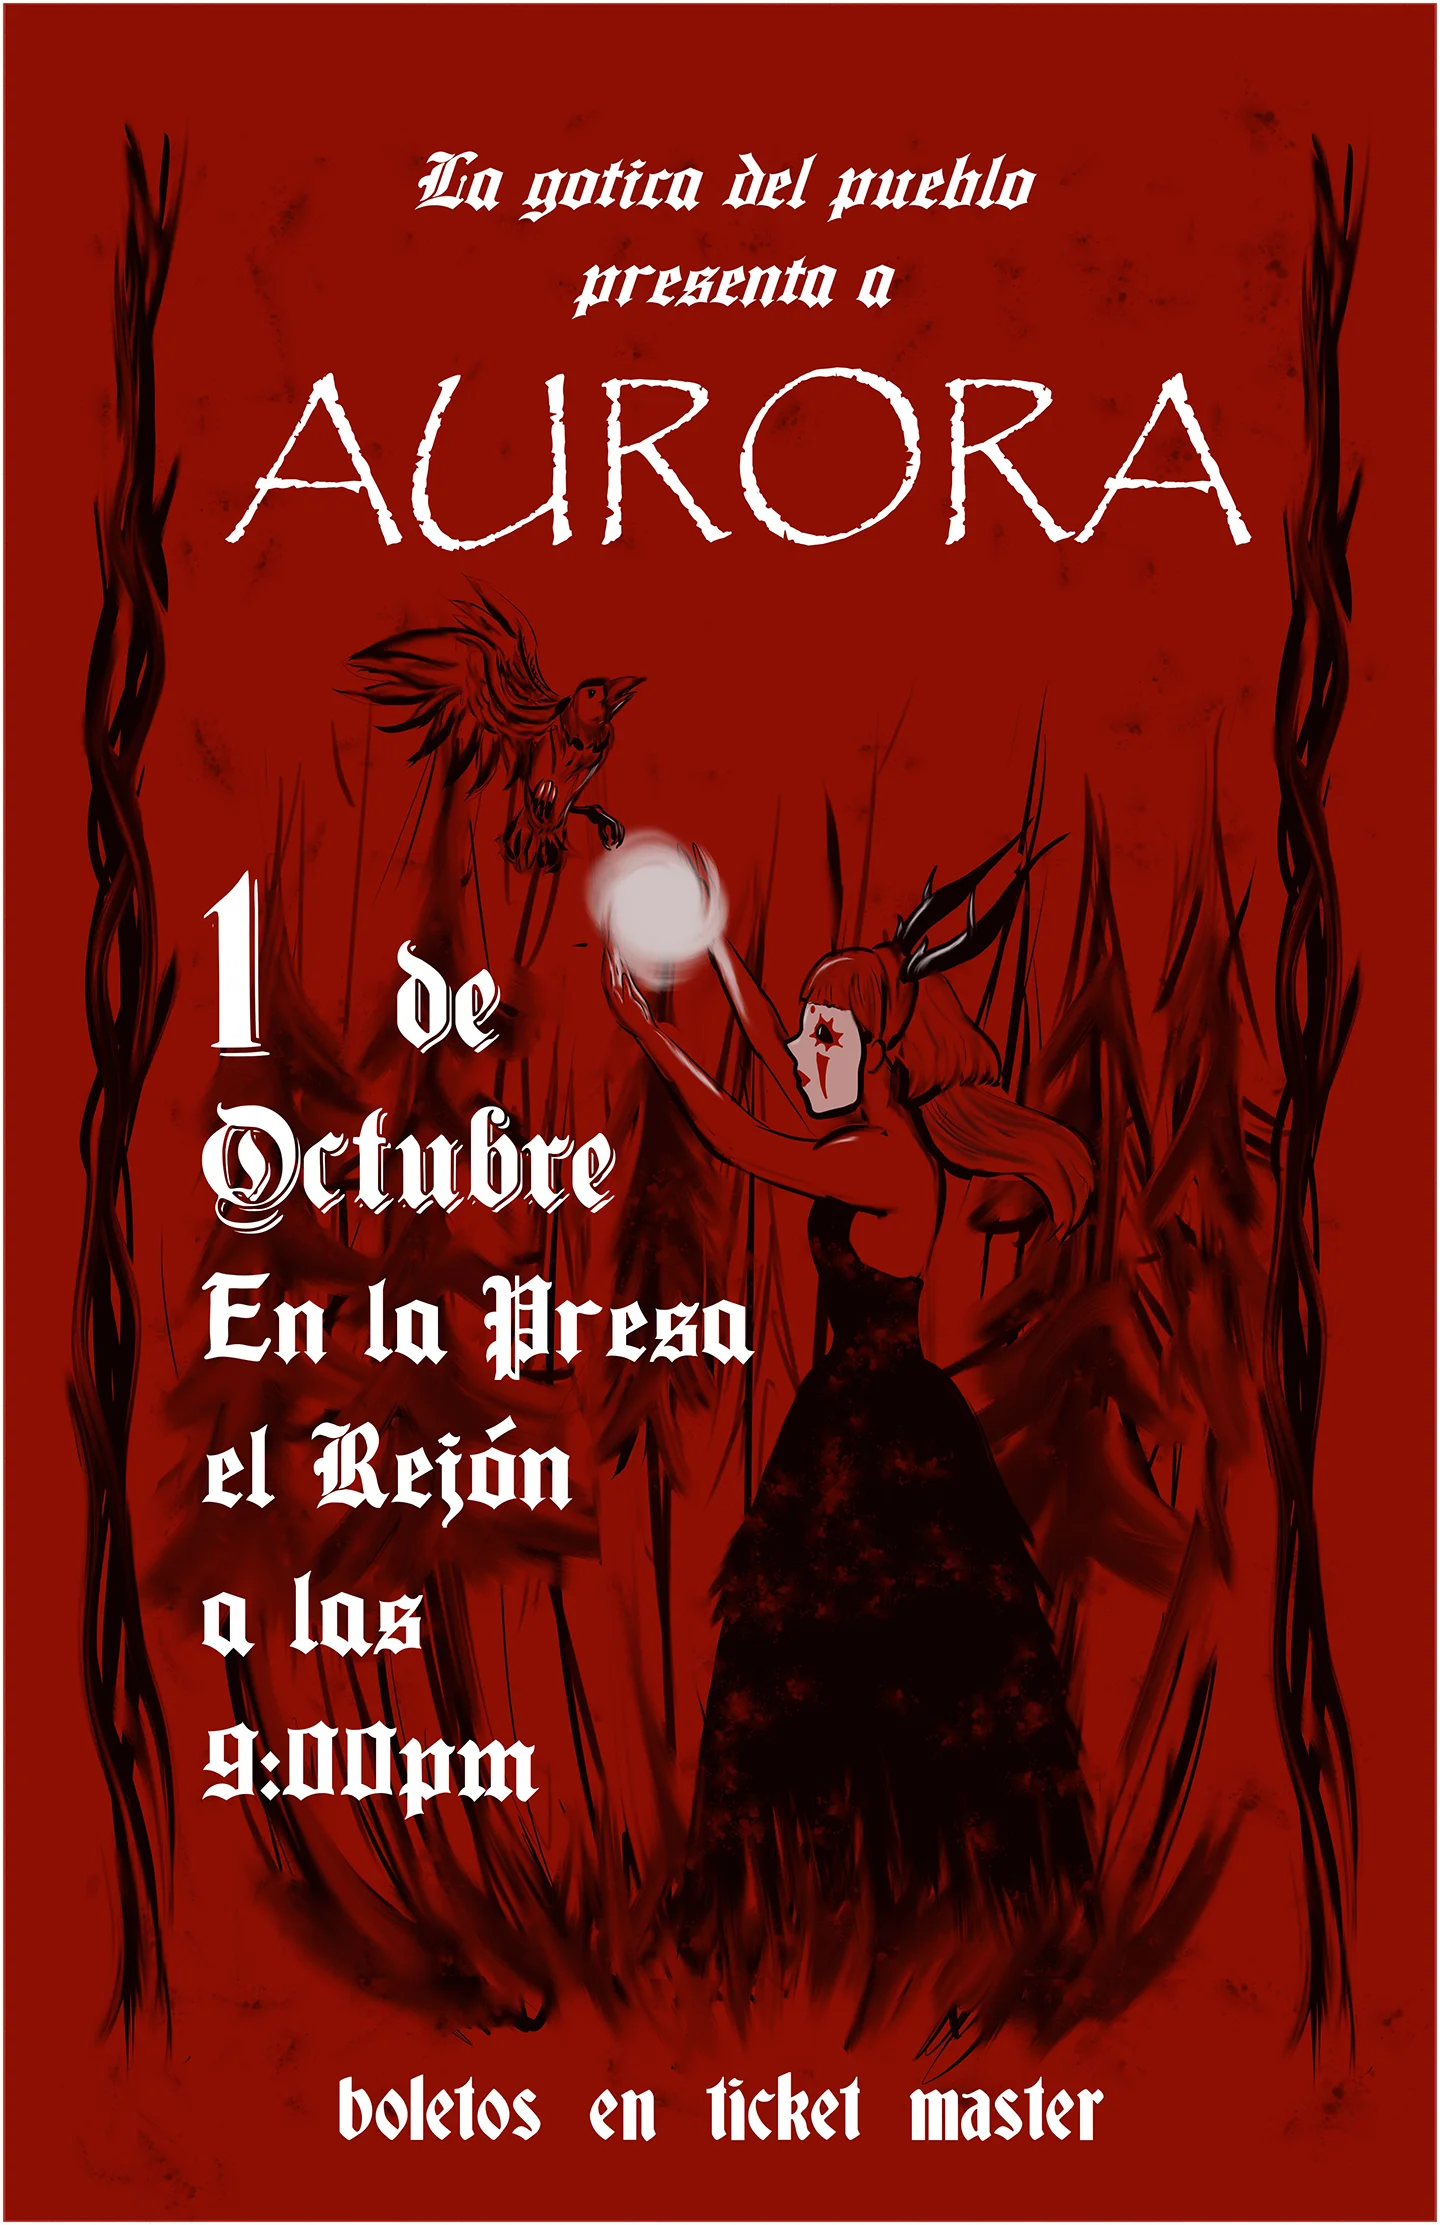 La gotica del pueblo
presenta a
AURORA
1 de
Octubre
En la Presa
el Rejón
a las
9:00pm
boletos en ticket master